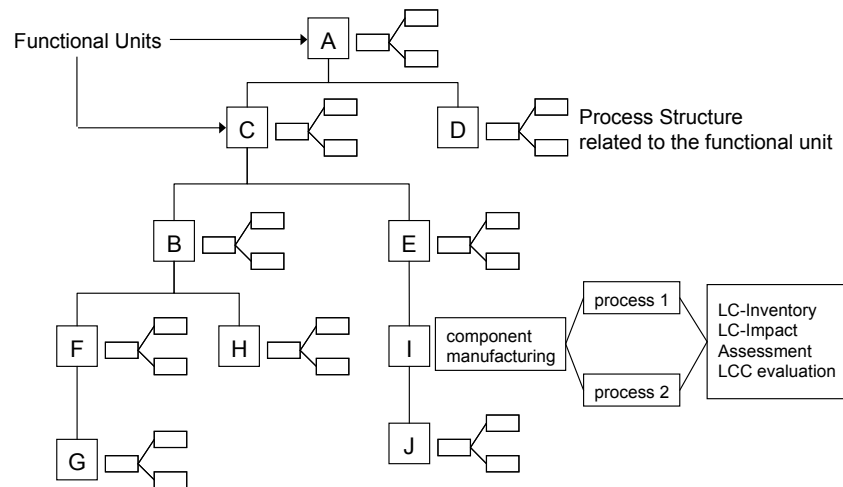 Functional Units
A
C
D
Process Structure
related to the functional unit
B
E
F
H
I
component
manufacturing
process 1
process 2
LC-Inventory
LC-Impact
Assessment
LCC evaluation
G
J